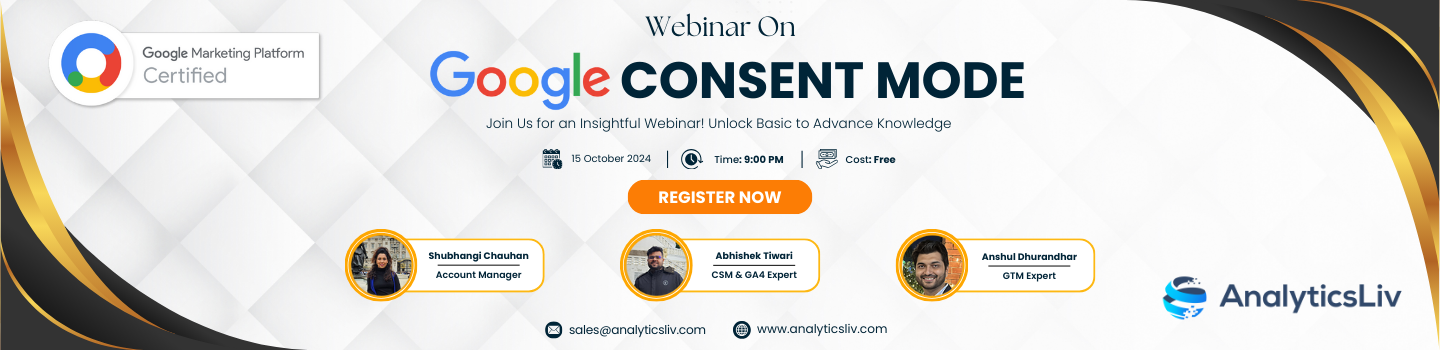 Google Marketing Platform
Certified
Webinar On
Google CONSENT MODE
Join Us for an Insightful Webinar! Unlock Basic to Advance Knowledge
15 October 2024 | Time: 9:00 PM | Cost: Free
REGISTER NOW
Shubhangi Chauhan
Account Manager
Abhishek Tiwari
CSM & GA4 Expert
Anshul Dhurandhar
GTM Expert
AnalyticsLiv
sales@analyticsliv.com
www.analyticsliv.com